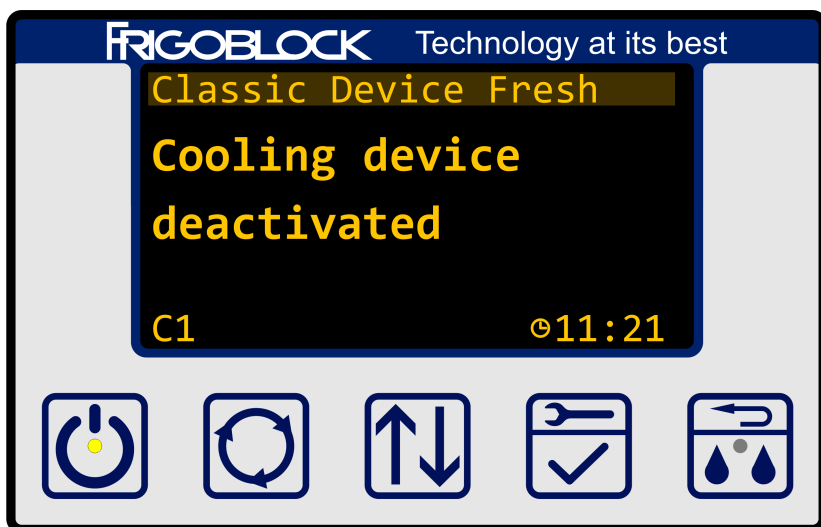 FRIGOBLOCK Technology at its best
Classic Device Fresh
Cooling device
deactivated
C1 11:21